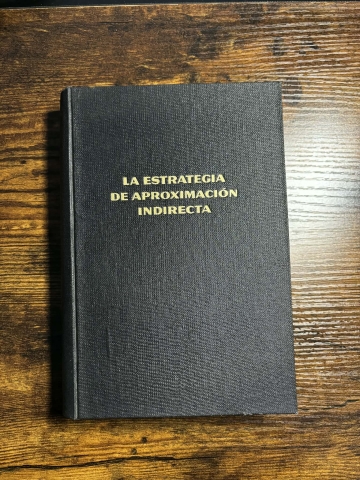 LA ESTRATEGIA
DE APROXIMACIÓN
INDIRECTA